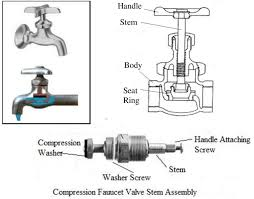 Handle
Stem
Body
Seat
Ring
Compression
Washer
Washer Screw
Stem
Handle Attaching
Screw
Compression Faucet Valve Stem Assembly